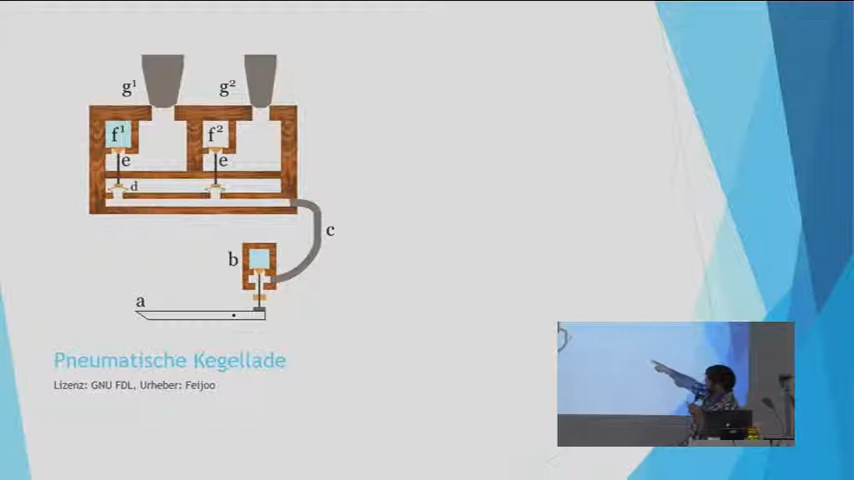 g¹
g²
f¹
f²
e
e
d
c
b
a
Pneumatische Kegellade
Lizenz: GNU FDL, Urheber: Feijoo